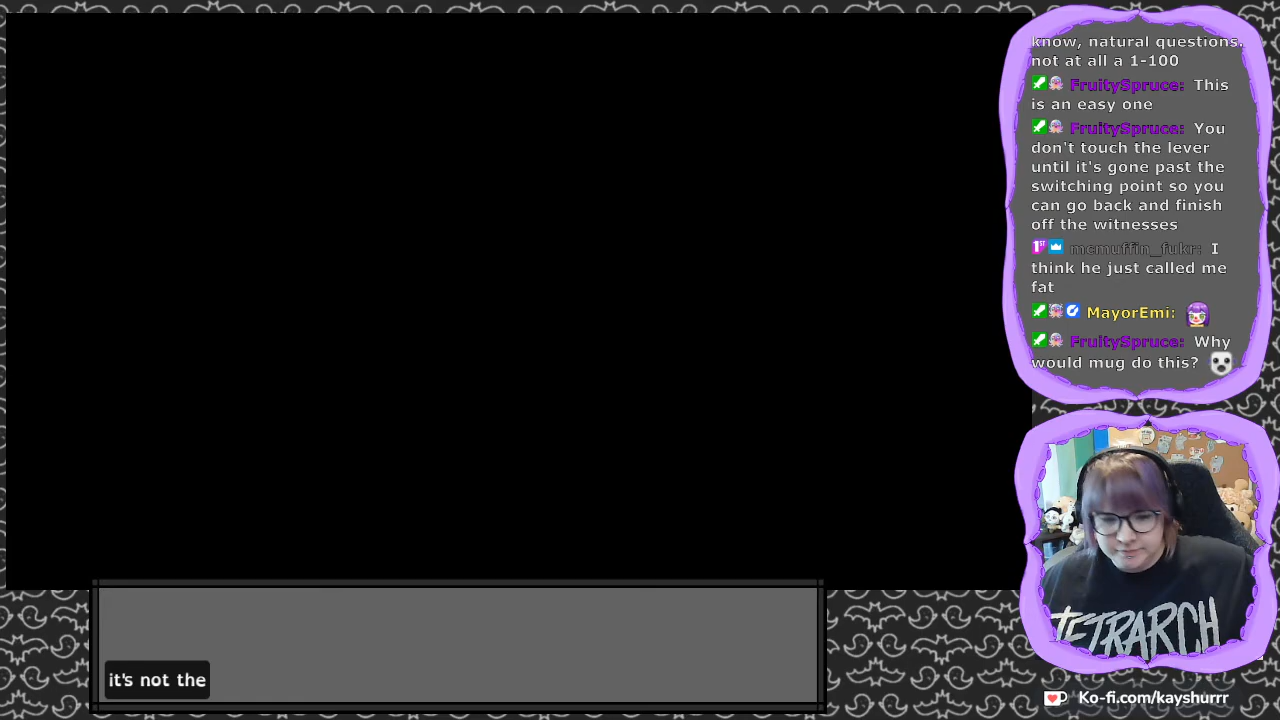 know, natural questions.
not at all a 1-100
FruitySpruce: This
is an easy one
FruitySpruce: You
don't touch the lever
until it's gone past the
switching point so you
can go back and finish
off the witnesses
1ST mcmuffin_fukr: I
think he just called me
fat
MayorEmi:
FruitySpruce: Why
would mug do this?
TETRARCH
it's not the
Ko-fi.com/kayshurrr